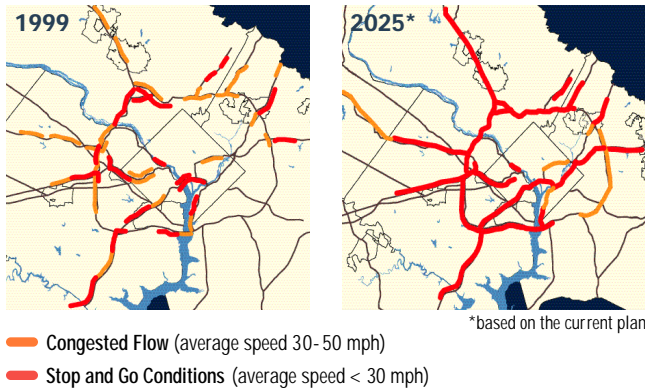 1999
2025*
*based on the current plan
Congested Flow (average speed 30-50 mph)
Stop and Go Conditions (average speed < 30 mph)